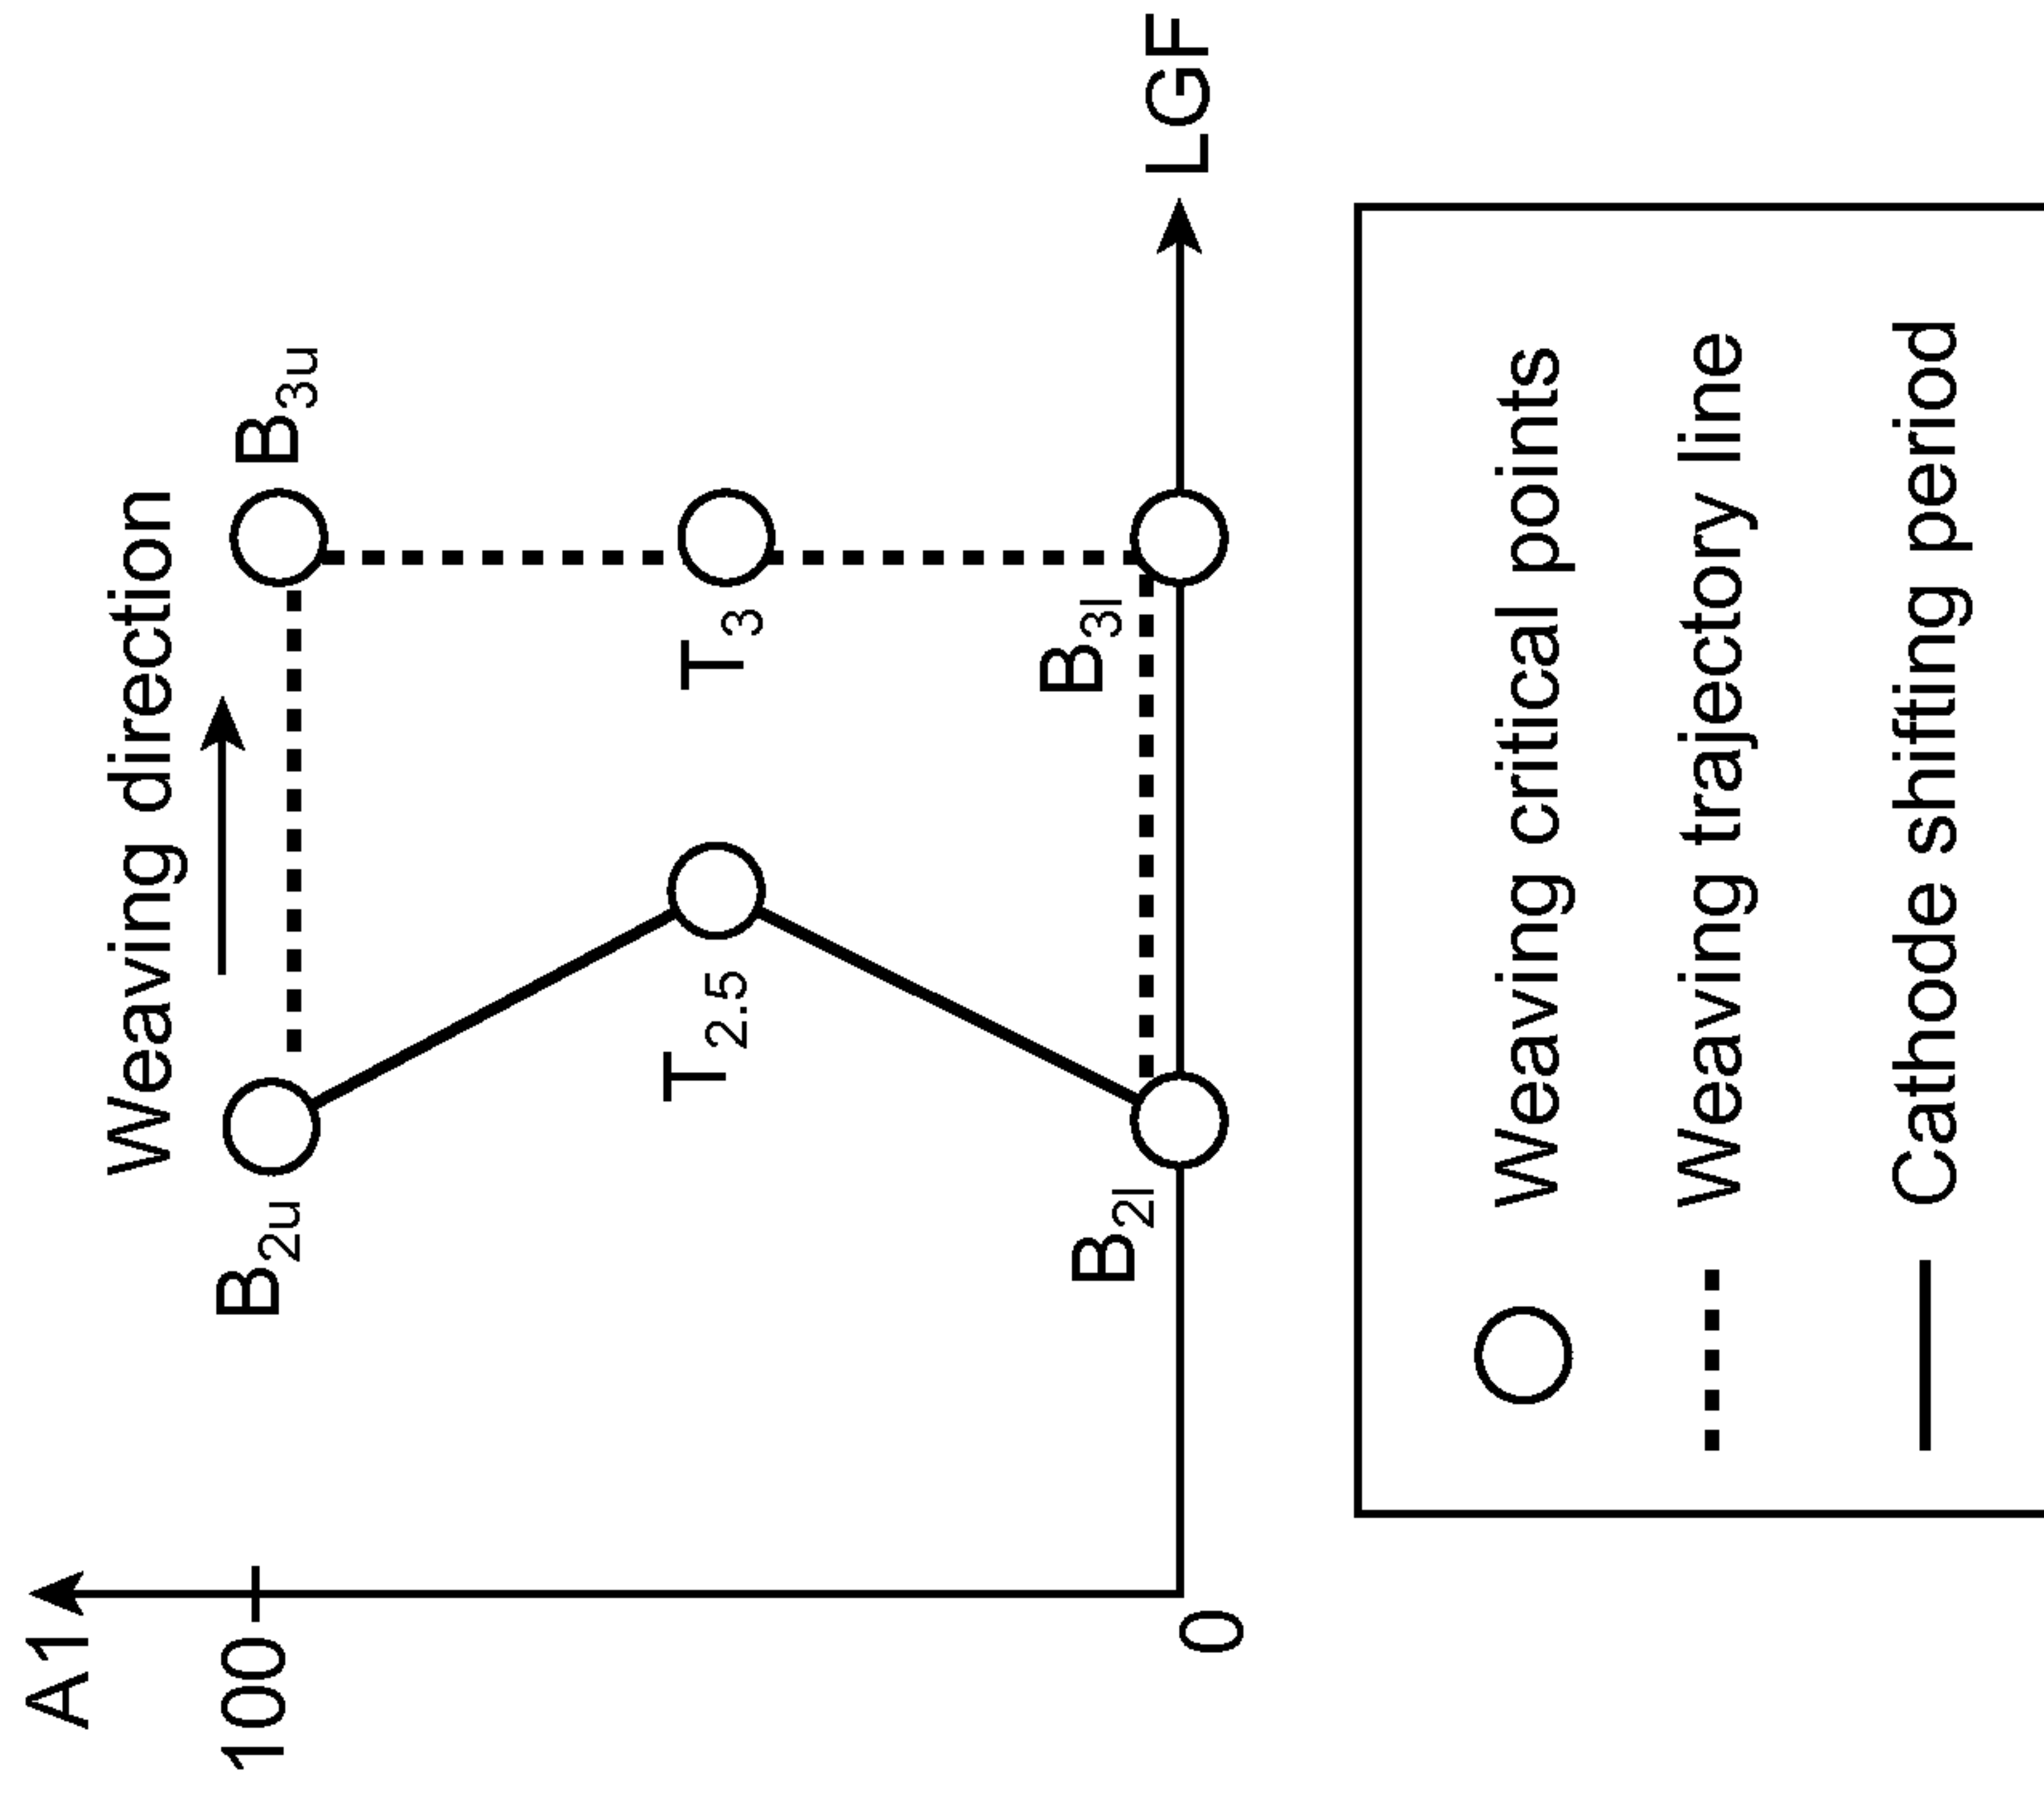 A1
100
0
LGF
Weaving direction
B2u
B3u
T2.5
T3
B2l
B3l
Weaving critical points
Weaving trajectory line
Cathode shifting period